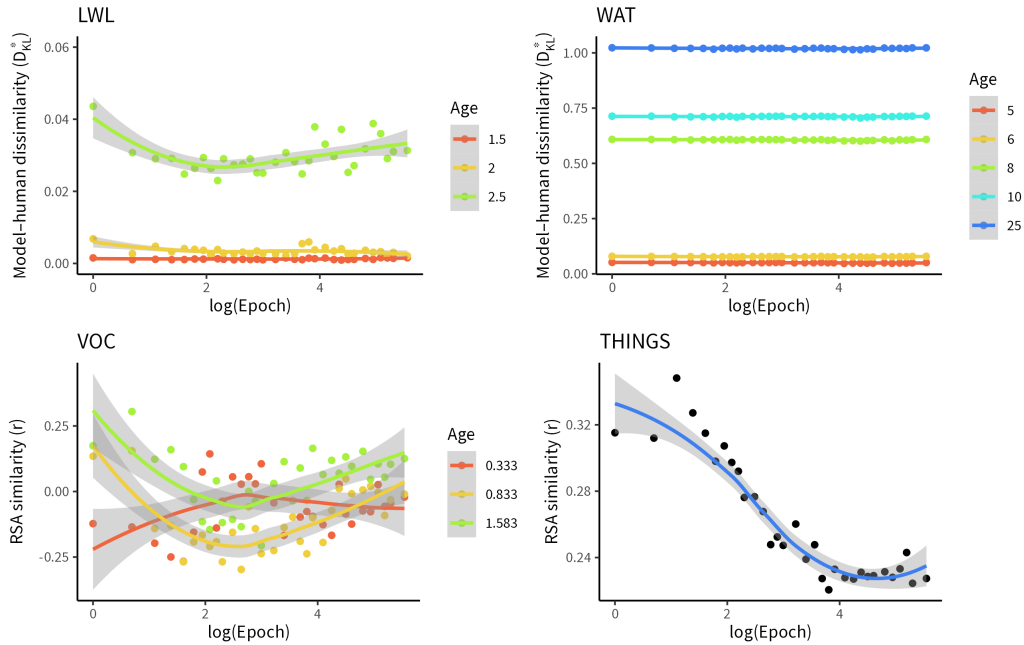 LWL
Model−human dissimilarity (D*KL)
0.06
0.04
0.02
0.00
0
2
4
log(Epoch)
Age
1.5
2
2.5
WAT
Model−human dissimilarity (D*KL)
1.00
0.75
0.50
0.25
0.00
0
2
4
log(Epoch)
Age
5
6
8
10
25
VOC
RSA similarity (r)
0.25
0.00
-0.25
0
2
4
log(Epoch)
Age
0.333
0.833
1.583
THINGS
RSA similarity (r)
0.32
0.28
0.24
0
2
4
log(Epoch)